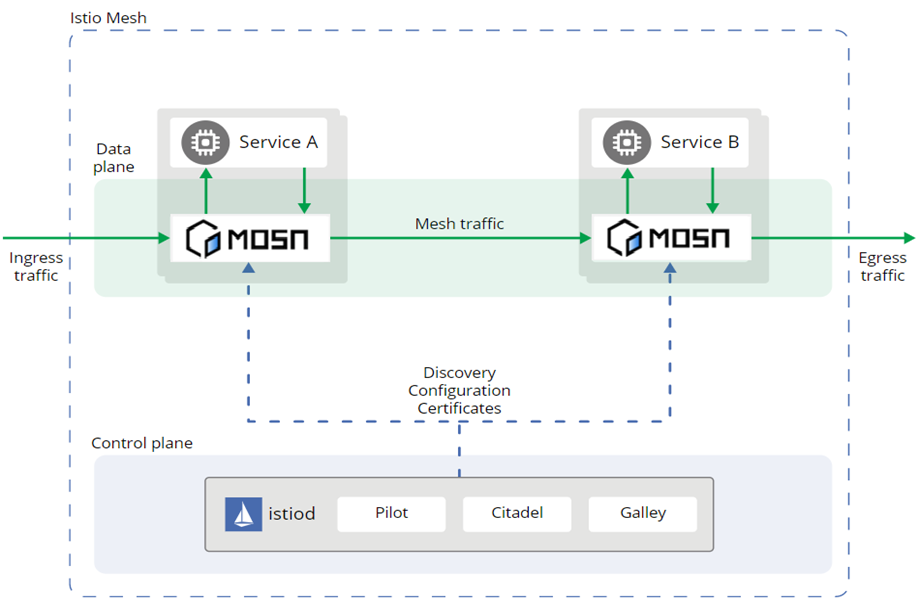 Istio Mesh
Data
plane
Service A
Service B
MOSN
Mesh traffic
MOSN
Ingress
traffic
Egress
traffic
Discovery
Configuration
Certificates
Control plane
istiod
Pilot
Citadel
Galley